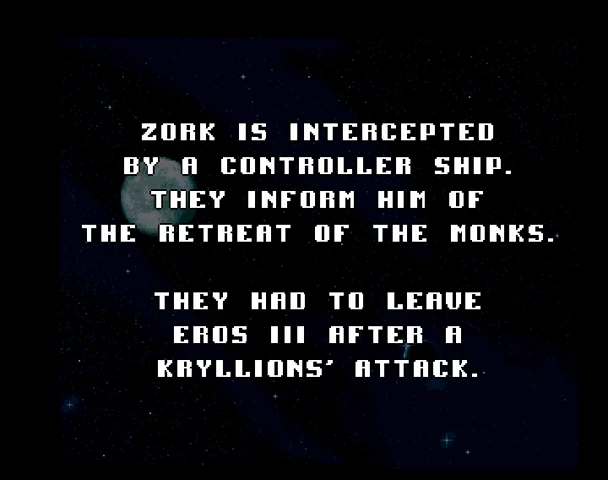 ZORK IS INTERCEPTED
BY A CONTROLLER SHIP.
THEY INFORM HIM OF
THE RETREAT OF THE MONKS.
THEY HAD TO LEAVE
EROS III AFTER A
KRYLLIONS' ATTACK.